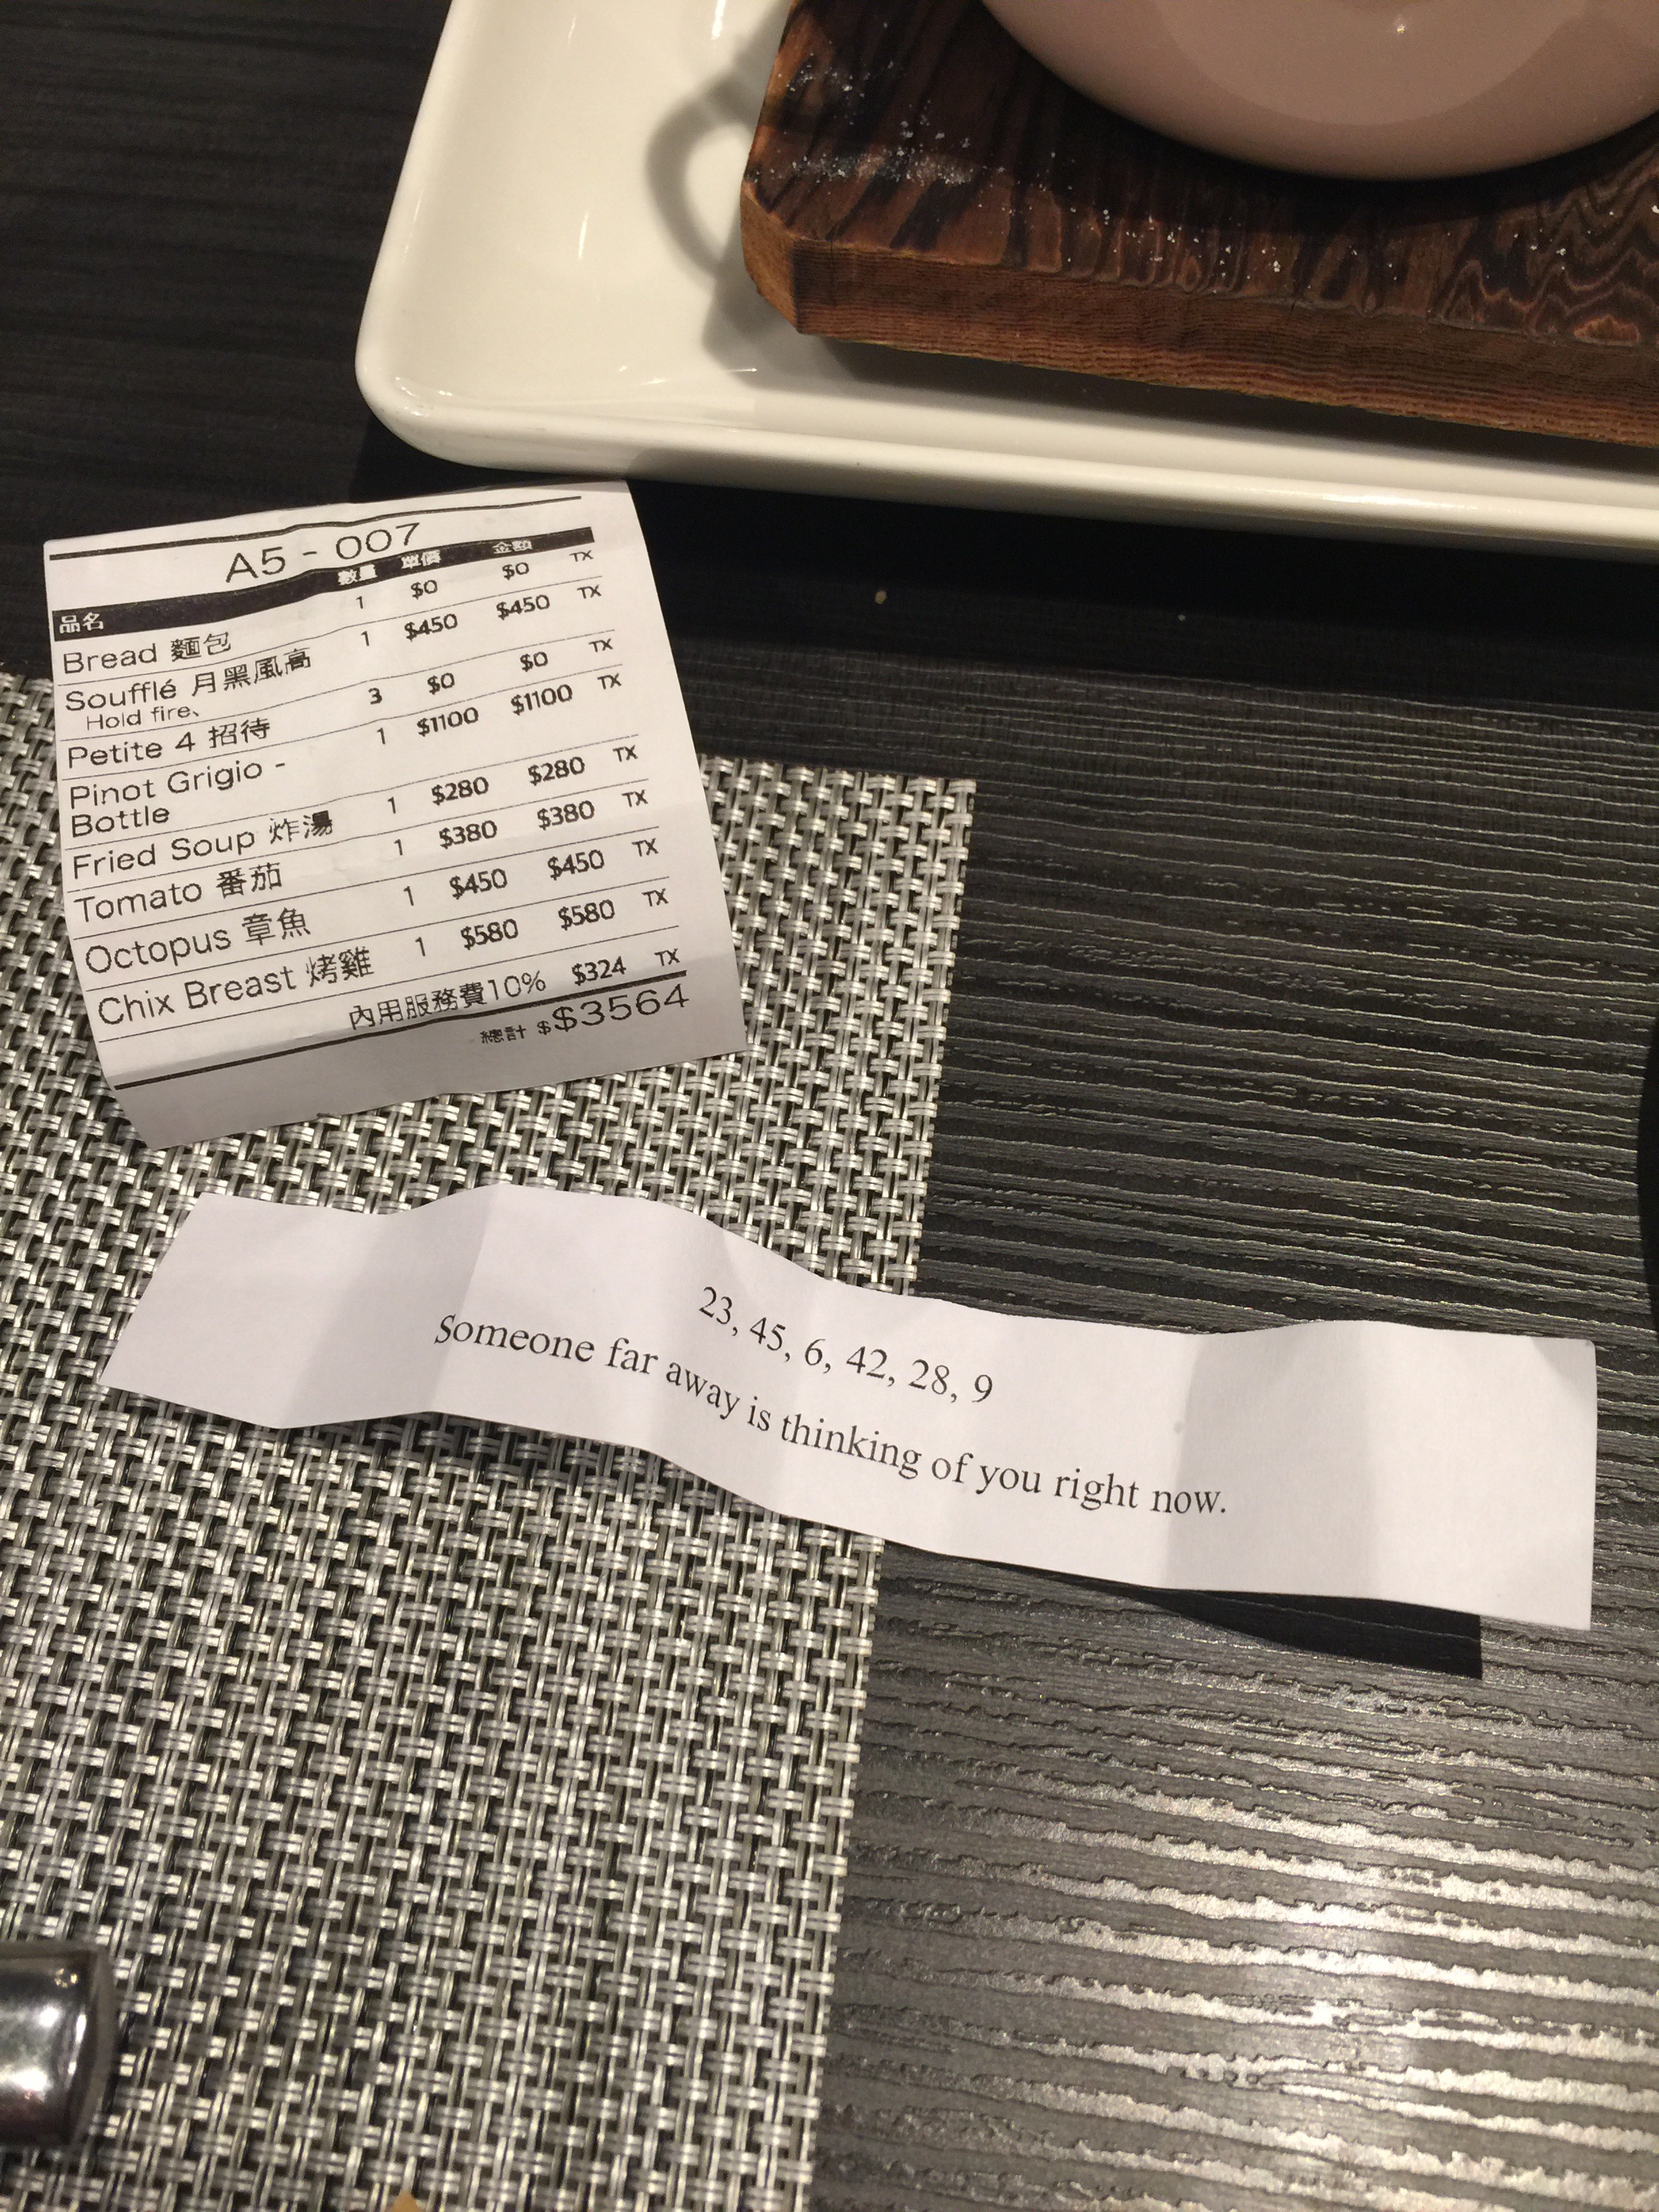 A5 - 007
品名 數量 單價 金額
Bread 麵包 1 $0 $0 TX
Soufflé 月黑風高 1 $450 $450 TX
Hold fire、
Petite 4 招待 3 $0 $0 TX
Pinot Grigio - 1 $1100 $1100 TX
Bottle
Fried Soup 炸湯 1 $280 $280 TX
Tomato 番茄 1 $380 $380 TX
Octopus 章魚 1 $450 $450 TX
Chix Breast 烤雞 1 $580 $580 TX
內用服務費10% $324 TX
總計 $ $3564
23, 45, 6, 42, 28, 9
Someone far away is thinking of you right now.